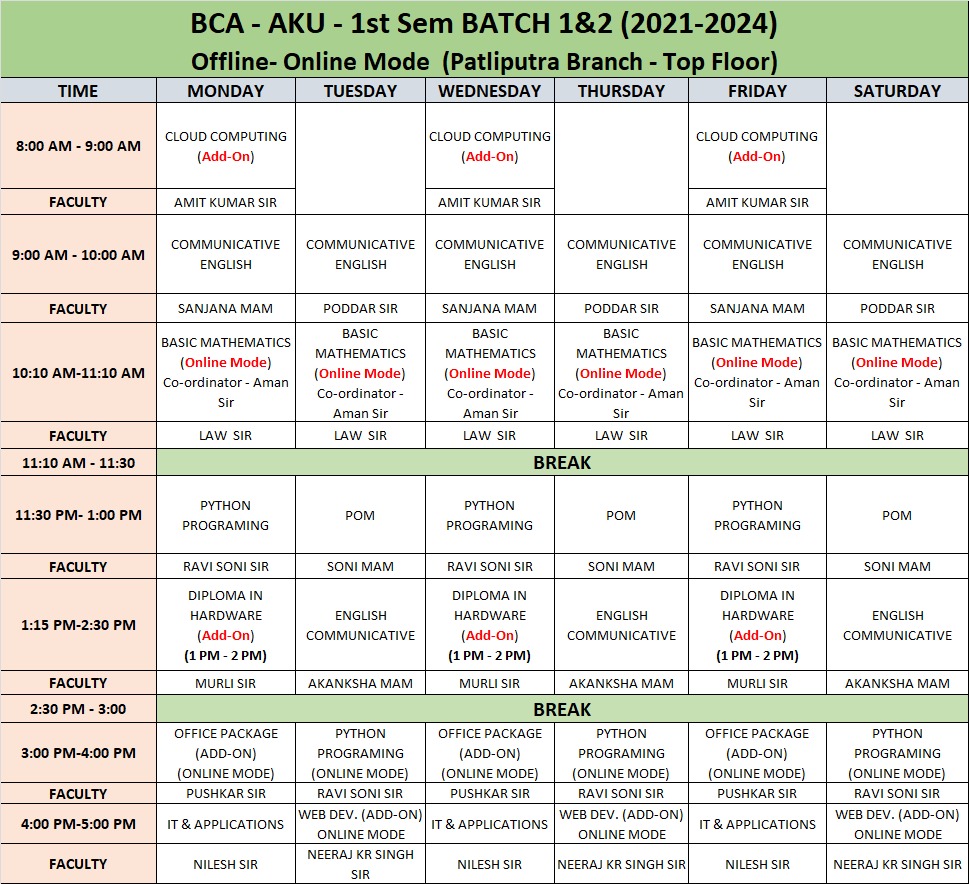 BCA - AKU - 1st Sem BATCH 1&2 (2021-2024)
Offline- Online Mode (Patliputra Branch - Top Floor)
TIME MONDAY TUESDAY WEDNESDAY THURSDAY FRIDAY SATURDAY
8:00 AM - 9:00 AM
CLOUD COMPUTING
(Add-On)
CLOUD COMPUTING
(Add-On)
CLOUD COMPUTING
(Add-On)
FACULTY AMIT KUMAR SIR AMIT KUMAR SIR AMIT KUMAR SIR
9:00 AM - 10:00 AM
COMMUNICATIVE
ENGLISH
COMMUNICATIVE
ENGLISH
COMMUNICATIVE
ENGLISH
COMMUNICATIVE
ENGLISH
COMMUNICATIVE
ENGLISH
COMMUNICATIVE
ENGLISH
FACULTY SANJANA MAM PODDAR SIR SANJANA MAM PODDAR SIR SANJANA MAM PODDAR SIR
10:10 AM-11:10 AM
BASIC MATHEMATICS
(Online Mode)
Co-ordinator - Aman
Sir
BASIC
MATHEMATICS
(Online Mode)
Co-ordinator -
Aman Sir
BASIC
MATHEMATICS
(Online Mode)
Co-ordinator -
Aman Sir
BASIC
MATHEMATICS
(Online Mode)
Co-ordinator - Aman
Sir
BASIC MATHEMATICS
(Online Mode)
Co-ordinator - Aman
Sir
BASIC MATHEMATICS
(Online Mode)
Co-ordinator - Aman
Sir
FACULTY LAW SIR LAW SIR LAW SIR LAW SIR LAW SIR LAW SIR
11:10 AM - 11:30 BREAK
11:30 PM- 1:00 PM
PYTHON
PROGRAMING
POM
PYTHON
PROGRAMING
POM
PYTHON
PROGRAMING
POM
FACULTY RAVI SONI SIR SONI MAM RAVI SONI SIR SONI MAM RAVI SONI SIR SONI MAM
1:15 PM-2:30 PM
DIPLOMA IN
HARDWARE
(Add-On)
(1 PM - 2 PM)
ENGLISH
COMMUNICATIVE
DIPLOMA IN
HARDWARE
(Add-On)
(1 PM - 2 PM)
ENGLISH
COMMUNICATIVE
DIPLOMA IN
HARDWARE
(Add-On)
(1 PM - 2 PM)
ENGLISH
COMMUNICATIVE
FACULTY MURLI SIR AKANKSHA MAM MURLI SIR AKANKSHA MAM MURLI SIR AKANKSHA MAM
2:30 PM - 3:00 BREAK
3:00 PM-4:00 PM
OFFICE PACKAGE
(ADD-ON)
(ONLINE MODE)
PYTHON
PROGRAMING
(ONLINE MODE)
OFFICE PACKAGE
(ADD-ON)
(ONLINE MODE)
PYTHON
PROGRAMING
(ONLINE MODE)
OFFICE PACKAGE
(ADD-ON)
(ONLINE MODE)
PYTHON
PROGRAMING
(ONLINE MODE)
FACULTY PUSHKAR SIR RAVI SONI SIR PUSHKAR SIR RAVI SONI SIR PUSHKAR SIR RAVI SONI SIR
4:00 PM-5:00 PM
IT & APPLICATIONS
WEB DEV. (ADD-ON)
ONLINE MODE
IT & APPLICATIONS
WEB DEV. (ADD-ON)
ONLINE MODE
IT & APPLICATIONS
WEB DEV. (ADD-ON)
ONLINE MODE
FACULTY
NILESH SIR
NEERAJ KR SINGH
SIR
NILESH SIR
NEERAJ KR SINGH SIR
NILESH SIR
NEERAJ KR SINGH SIR